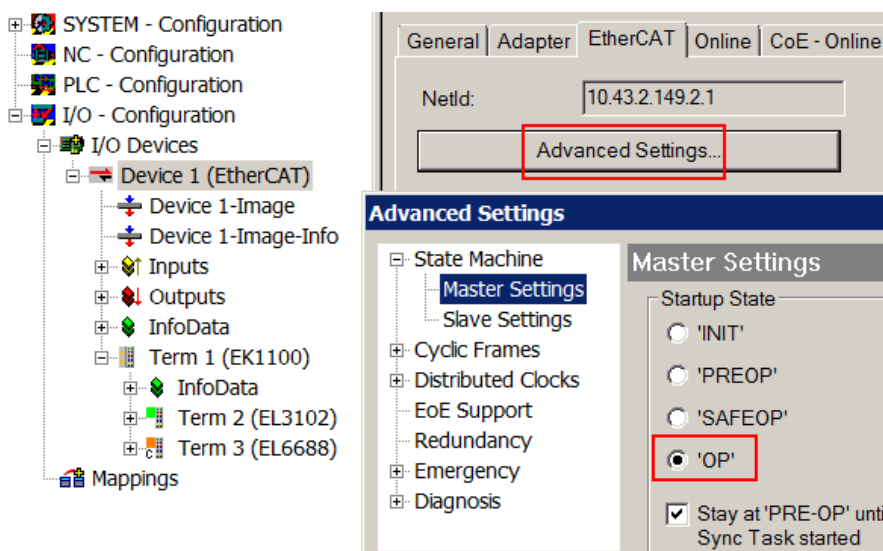 SYSTEM - Configuration
NC - Configuration
PLC - Configuration
I/O - Configuration
I/O Devices
Device 1 (EtherCAT)
Device 1-Image
Device 1-Image-Info
Inputs
Outputs
InfoData
Term 1 (EK1100)
InfoData
Term 2 (EL3102)
Term 3 (EL6688)
Mappings
General Adapter EtherCAT Online CoE - Online
NetId: 10.43.2.149.2.1
Advanced Settings...
Advanced Settings
State Machine
Master Settings
Slave Settings
Cyclic Frames
Distributed Clocks
EoE Support
Redundancy
Emergency
Diagnosis
Master Settings
Startup State
'INIT'
'PREOP'
'SAFEOP'
'OP'
Stay at 'PRE-OP' unti
Sync Task started